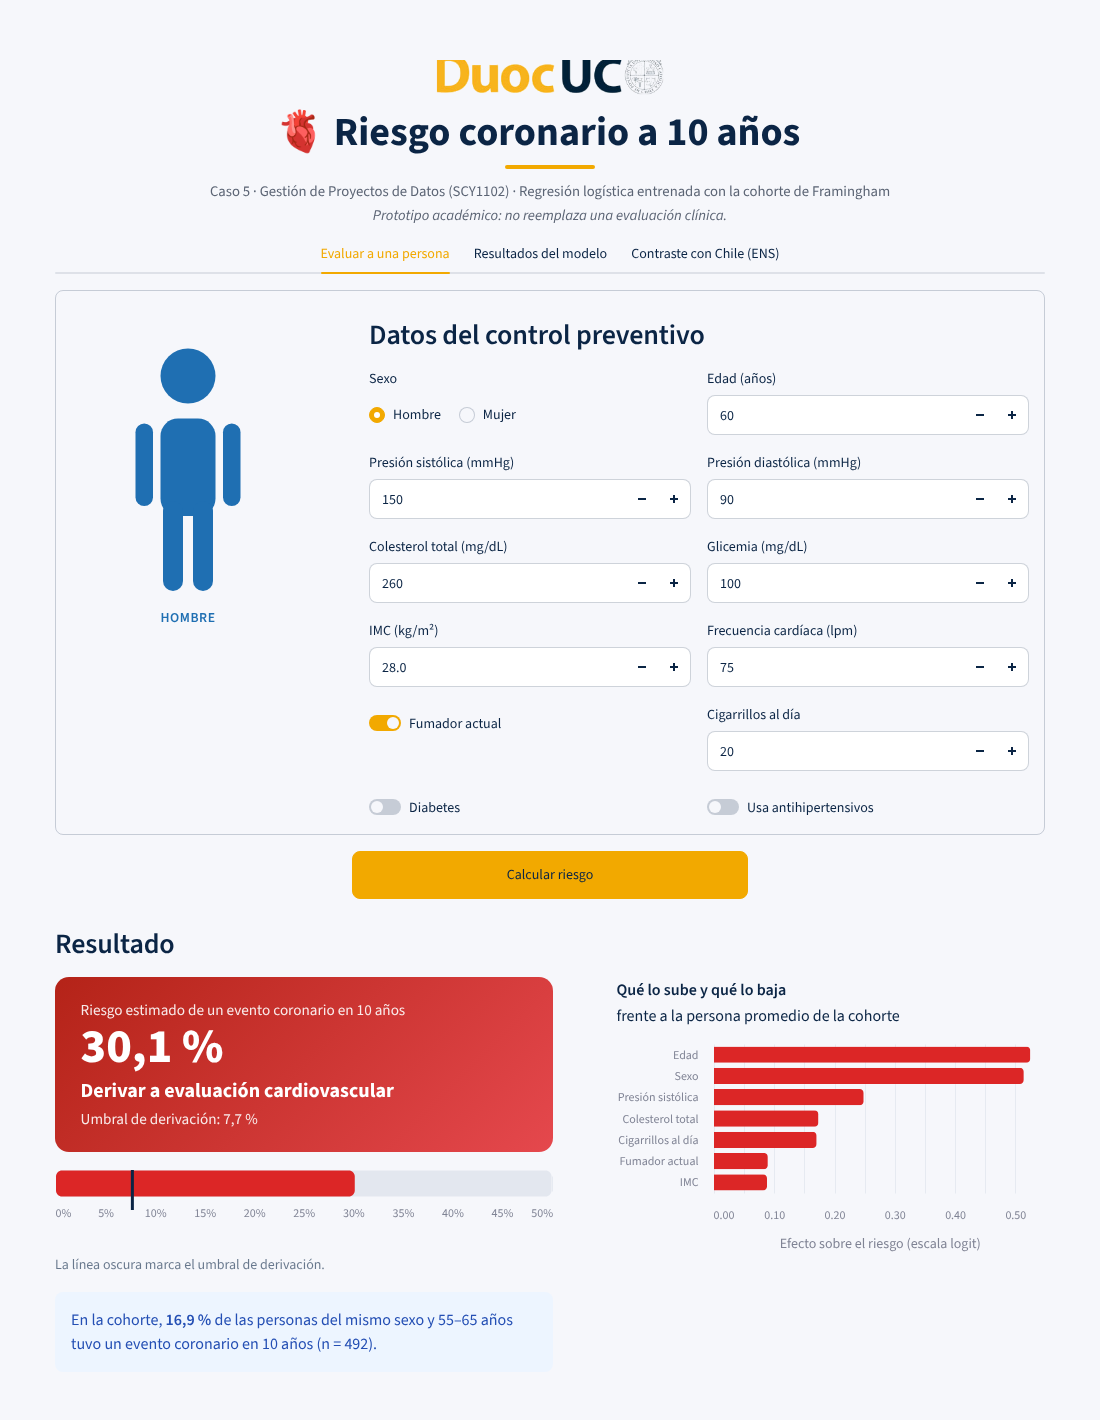 Duoc UC
Riesgo coronario a 10 años
Caso 5 · Gestión de Proyectos de Datos (SCY1102) · Regresión logística entrenada con la cohorte de Framingham
Prototipo académico: no reemplaza una evaluación clínica.
Evaluar a una persona Resultados del modelo Contraste con Chile (ENS)
Datos del control preventivo
Sexo
Hombre Mujer
Edad (años)
60
Presión sistólica (mmHg)
150
Presión diastólica (mmHg)
90
Colesterol total (mg/dL)
260
Glicemia (mg/dL)
100
IMC (kg/m²)
28.0
Frecuencia cardíaca (lpm)
75
Fumador actual
Cigarrillos al día
20
Diabetes
Usa antihipertensivos
HOMBRE
Calcular riesgo
Resultado
Riesgo estimado de un evento coronario en 10 años
30,1 %
Derivar a evaluación cardiovascular
Umbral de derivación: 7,7 %
0% 5% 10% 15% 20% 25% 30% 35% 40% 45% 50%
La línea oscura marca el umbral de derivación.
En la cohorte, 16,9 % de las personas del mismo sexo y 55–65 años
tuvo un evento coronario en 10 años (n = 492).
Qué lo sube y qué lo baja
frente a la persona promedio de la cohorte
Edad
Sexo
Presión sistólica
Colesterol total
Cigarrillos al día
Fumador actual
IMC
0.00 0.10 0.20 0.30 0.40 0.50
Efecto sobre el riesgo (escala logit)